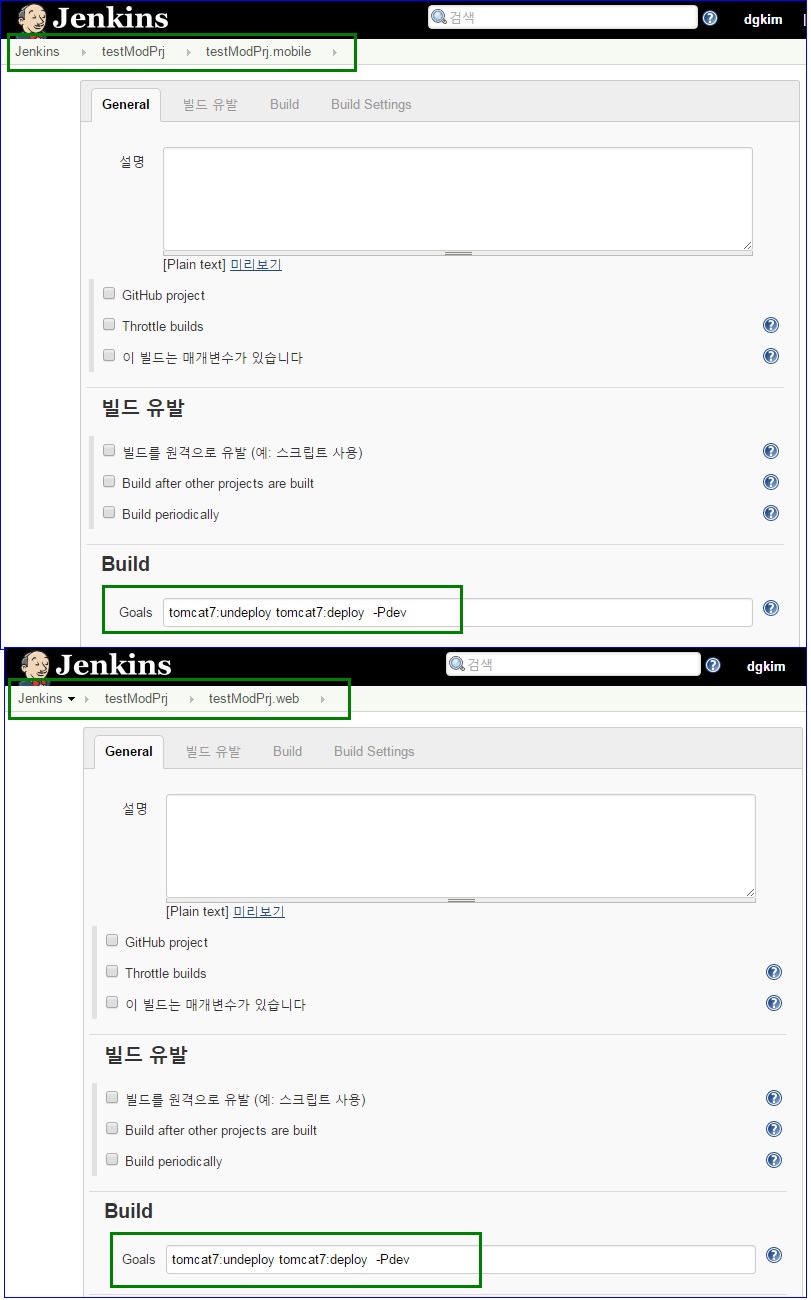 Jenkins 검색 dgkim
Jenkins testModPrj testModPrj.mobile
General 빌드 유발 Build Build Settings
설명
[Plain text] 미리보기
GitHub project
Throttle builds
이 빌드는 매개변수가 있습니다
빌드 유발
빌드를 원격으로 유발 (예: 스크립트 사용)
Build after other projects are built
Build periodically
Build
Goals tomcat7:undeploy tomcat7:deploy -Pdev
Jenkins 검색 dgkim
Jenkins testModPrj testModPrj.web
General 빌드 유발 Build Build Settings
설명
[Plain text] 미리보기
GitHub project
Throttle builds
이 빌드는 매개변수가 있습니다
빌드 유발
빌드를 원격으로 유발 (예: 스크립트 사용)
Build after other projects are built
Build periodically
Build
Goals tomcat7:undeploy tomcat7:deploy -Pdev